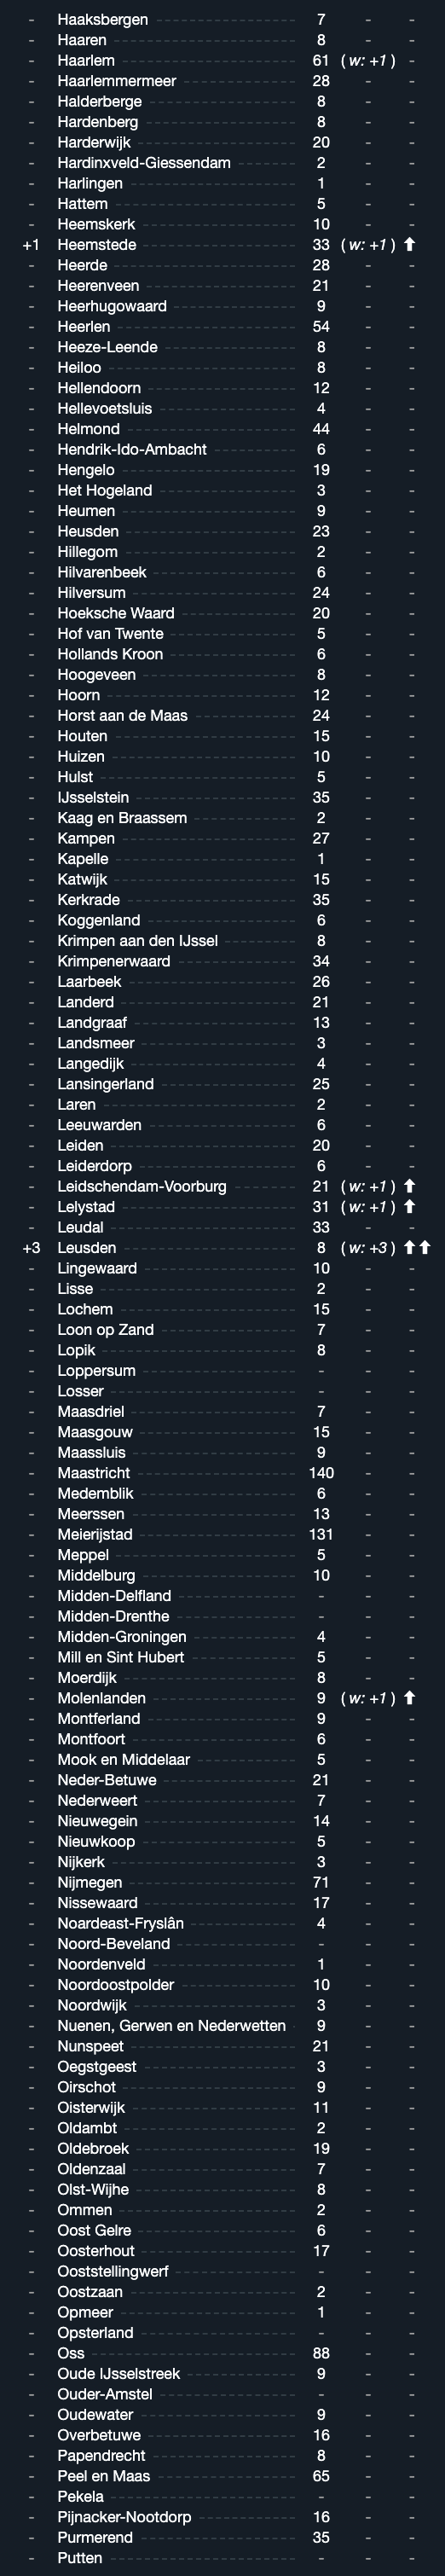 - Haaksbergen 7 - -
- Haaren 8 - -
- Haarlem 61 ( w: +1 ) -
- Haarlemmermeer 28 - -
- Halderberge 8 - -
- Hardenberg 8 - -
- Harderwijk 20 - -
- Hardinxveld-Giessendam 2 - -
- Harlingen 1 - -
- Hattem 5 - -
- Heemskerk 10 - -
+1 Heemstede 33 ( w: +1 ) ⬆
- Heerde 28 - -
- Heerenveen 21 - -
- Heerhugowaard 9 - -
- Heerlen 54 - -
- Heeze-Leende 8 - -
- Heiloo 8 - -
- Hellendoorn 12 - -
- Hellevoetsluis 4 - -
- Helmond 44 - -
- Hendrik-Ido-Ambacht 6 - -
- Hengelo 19 - -
- Het Hogeland 3 - -
- Heumen 9 - -
- Heusden 23 - -
- Hillegom 2 - -
- Hilvarenbeek 6 - -
- Hilversum 24 - -
- Hoeksche Waard 20 - -
- Hof van Twente 5 - -
- Hollands Kroon 6 - -
- Hoogeveen 8 - -
- Hoorn 12 - -
- Horst aan de Maas 24 - -
- Houten 15 - -
- Huizen 10 - -
- Hulst 5 - -
- IJsselstein 35 - -
- Kaag en Braassem 2 - -
- Kampen 27 - -
- Kapelle 1 - -
- Katwijk 15 - -
- Kerkrade 35 - -
- Koggenland 6 - -
- Krimpen aan den IJssel 8 - -
- Krimpenerwaard 34 - -
- Laarbeek 26 - -
- Landerd 21 - -
- Landgraaf 13 - -
- Landsmeer 3 - -
- Langedijk 4 - -
- Lansingerland 25 - -
- Laren 2 - -
- Leeuwarden 6 - -
- Leiden 20 - -
- Leiderdorp 6 - -
- Leidschendam-Voorburg 21 ( w: +1 ) ⬆
- Lelystad 31 ( w: +1 ) ⬆
- Leudal 33 - -
+3 Leusden 8 ( w: +3 ) ⬆⬆
- Lingewaard 10 - -
- Lisse 2 - -
- Lochem 15 - -
- Loon op Zand 7 - -
- Lopik 8 - -
- Loppersum - - -
- Losser - - -
- Maasdriel 7 - -
- Maasgouw 15 - -
- Maassluis 9 - -
- Maastricht 140 - -
- Medemblik 6 - -
- Meerssen 13 - -
- Meierijstad 131 - -
- Meppel 5 - -
- Middelburg 10 - -
- Midden-Delfland - - -
- Midden-Drenthe - - -
- Midden-Groningen 4 - -
- Mill en Sint Hubert 5 - -
- Moerdijk 8 - -
- Molenlanden 9 ( w: +1 ) ⬆
- Montferland 9 - -
- Montfoort 6 - -
- Mook en Middelaar 5 - -
- Neder-Betuwe 21 - -
- Nederweert 7 - -
- Nieuwegein 14 - -
- Nieuwkoop 5 - -
- Nijkerk 3 - -
- Nijmegen 71 - -
- Nissewaard 17 - -
- Noardeast-Fryslân 4 - -
- Noord-Beveland - - -
- Noordenveld 1 - -
- Noordoostpolder 10 - -
- Noordwijk 3 - -
- Nuenen, Gerwen en Nederwetten 9 - -
- Nunspeet 21 - -
- Oegstgeest 3 - -
- Oirschot 9 - -
- Oisterwijk 11 - -
- Oldambt 2 - -
- Oldebroek 19 - -
- Oldenzaal 7 - -
- Olst-Wijhe 8 - -
- Ommen 2 - -
- Oost Gelre 6 - -
- Oosterhout 17 - -
- Ooststellingwerf - - -
- Oostzaan 2 - -
- Opmeer 1 - -
- Opsterland - - -
- Oss 88 - -
- Oude IJsselstreek 9 - -
- Ouder-Amstel - - -
- Oudewater 9 - -
- Overbetuwe 16 - -
- Papendrecht 8 - -
- Peel en Maas 65 - -
- Pekela - - -
- Pijnacker-Nootdorp 16 - -
- Purmerend 35 - -
- Putten - - -